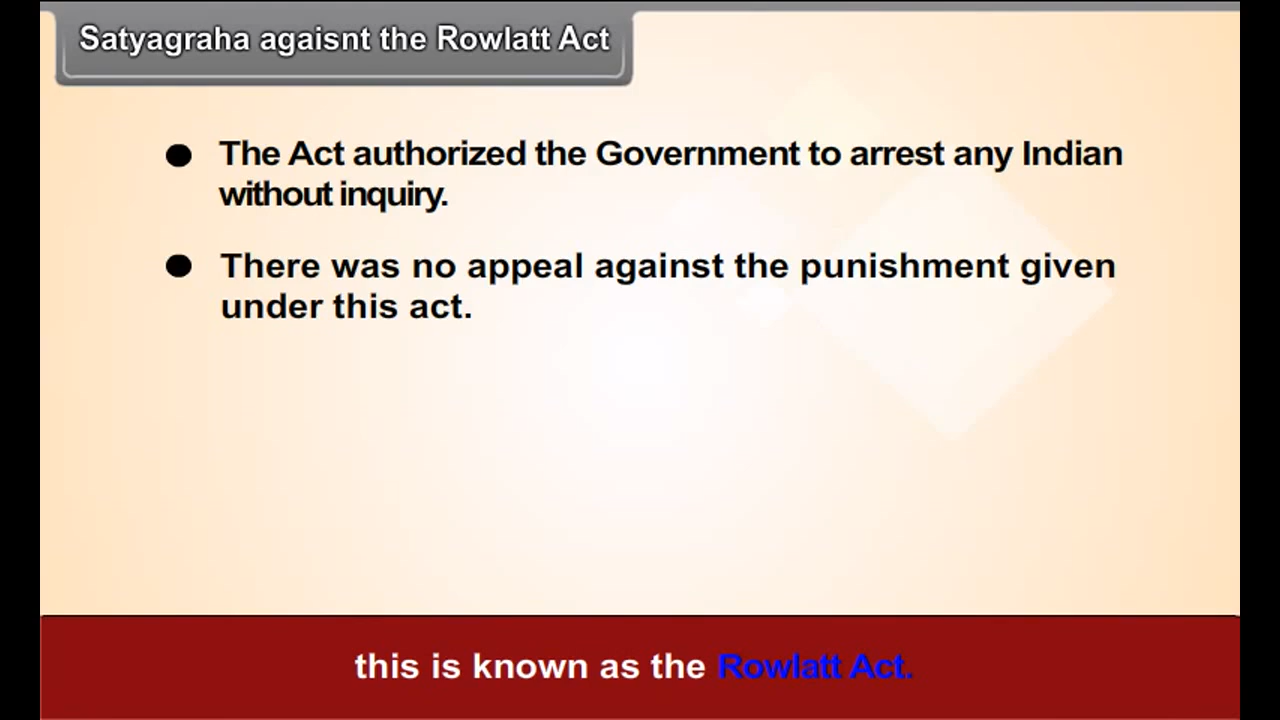 Satyagraha agaisnt the Rowlatt Act
The Act authorized the Government to arrest any Indian
without inquiry.
There was no appeal against the punishment given
under this act.
this is known as the Rowlatt Act.